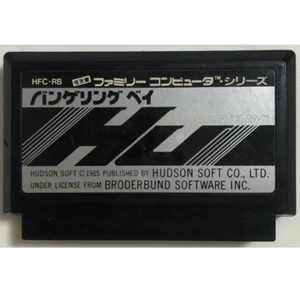 HFC-RB ファミリー コンピュータ™ シリーズ
バンゲリング ベイ
HUDSON SOFT © 1985 PUBLISHED BY HUDSON SOFT CO., LTD.
UNDER LICENSE FROM BRODERBUND SOFTWARE INC.